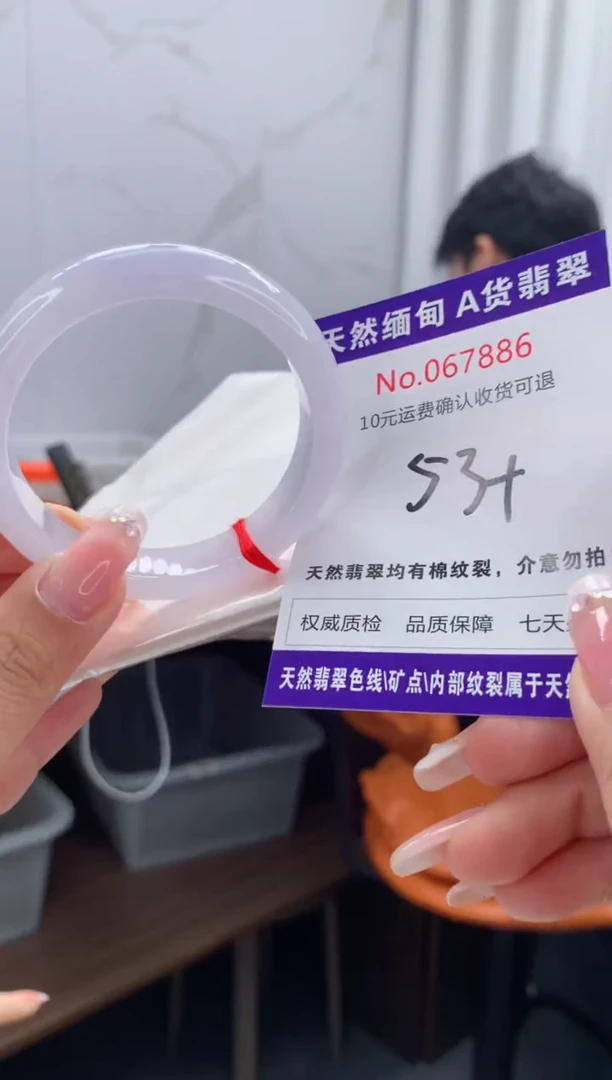 天然缅甸 A货翡翠
No.067886
10元运费确认收货可退
53+
天然翡翠均有棉纹裂，介意勿拍
权威质检 品质保障 七天
天然翡翠色线\矿点\内部纹裂属于天